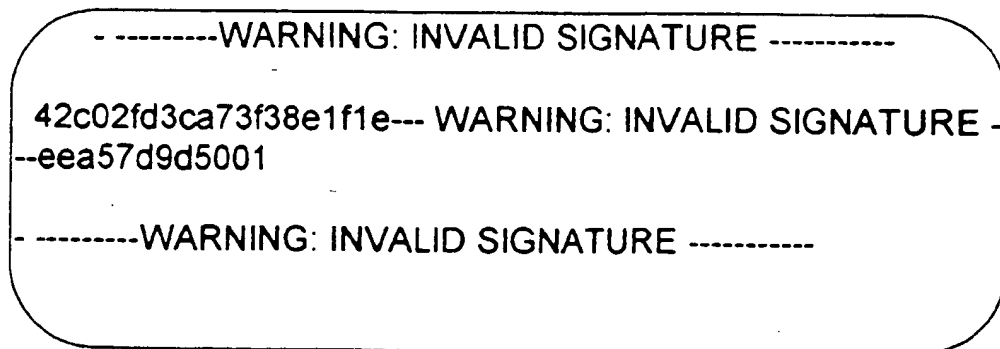 - ---------WARNING: INVALID SIGNATURE -----------
42c02fd3ca73f38e1f1e--- WARNING: INVALID SIGNATURE -
--eea57d9d5001
- ---------WARNING: INVALID SIGNATURE -----------